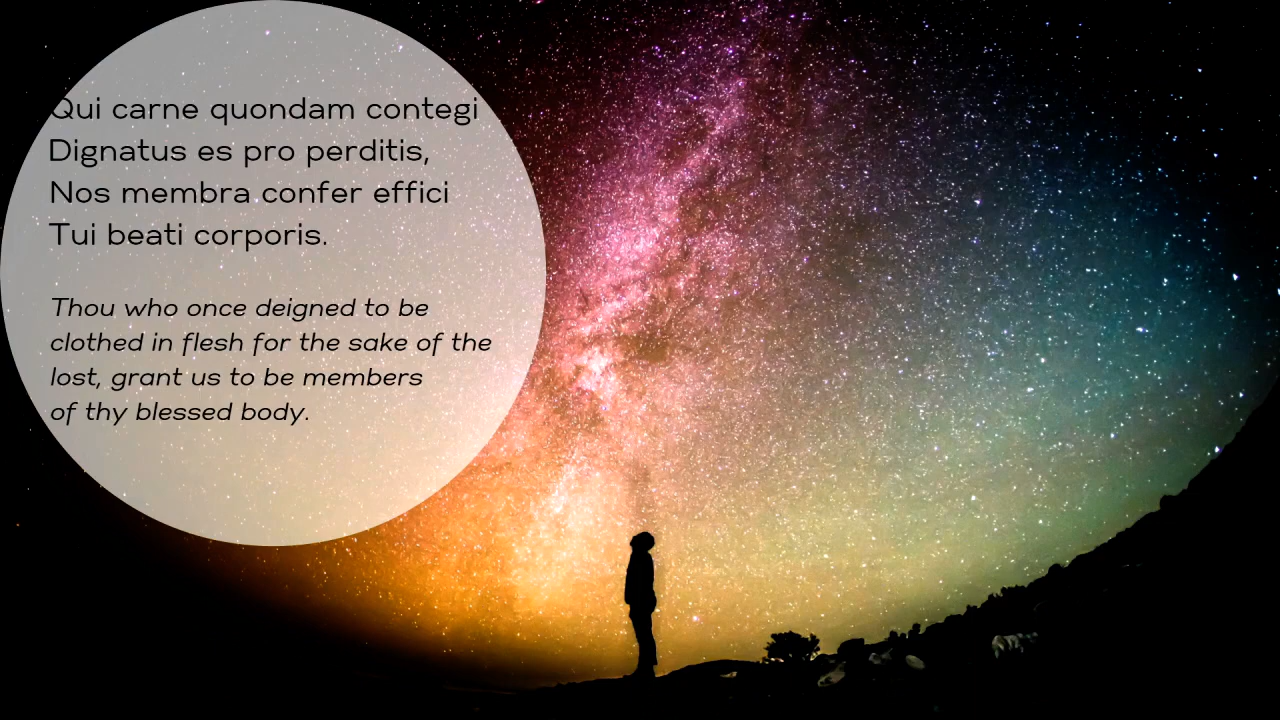 Qui carne quondam contegi
Dignatus es pro perditis,
Nos membra confer effici
Tui beati corporis.
Thou who once deigned to be
clothed in flesh for the sake of the
lost, grant us to be members
of thy blessed body.